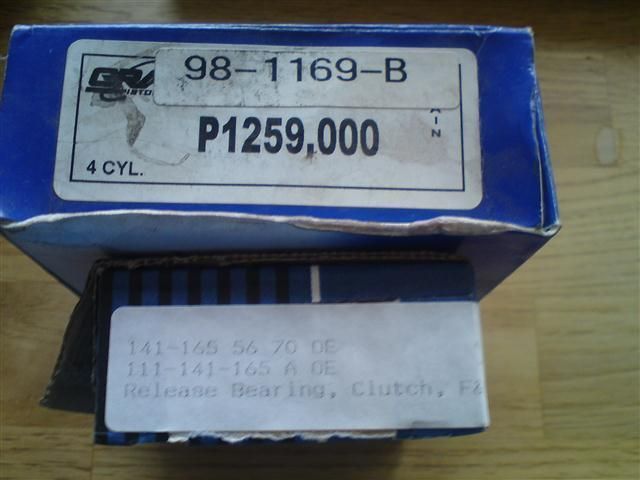 98-1169-B
P1259.000
4 CYL.
141-165 56 70 OE
111-141-165 A OE
Release Bearing, Clutch, F&